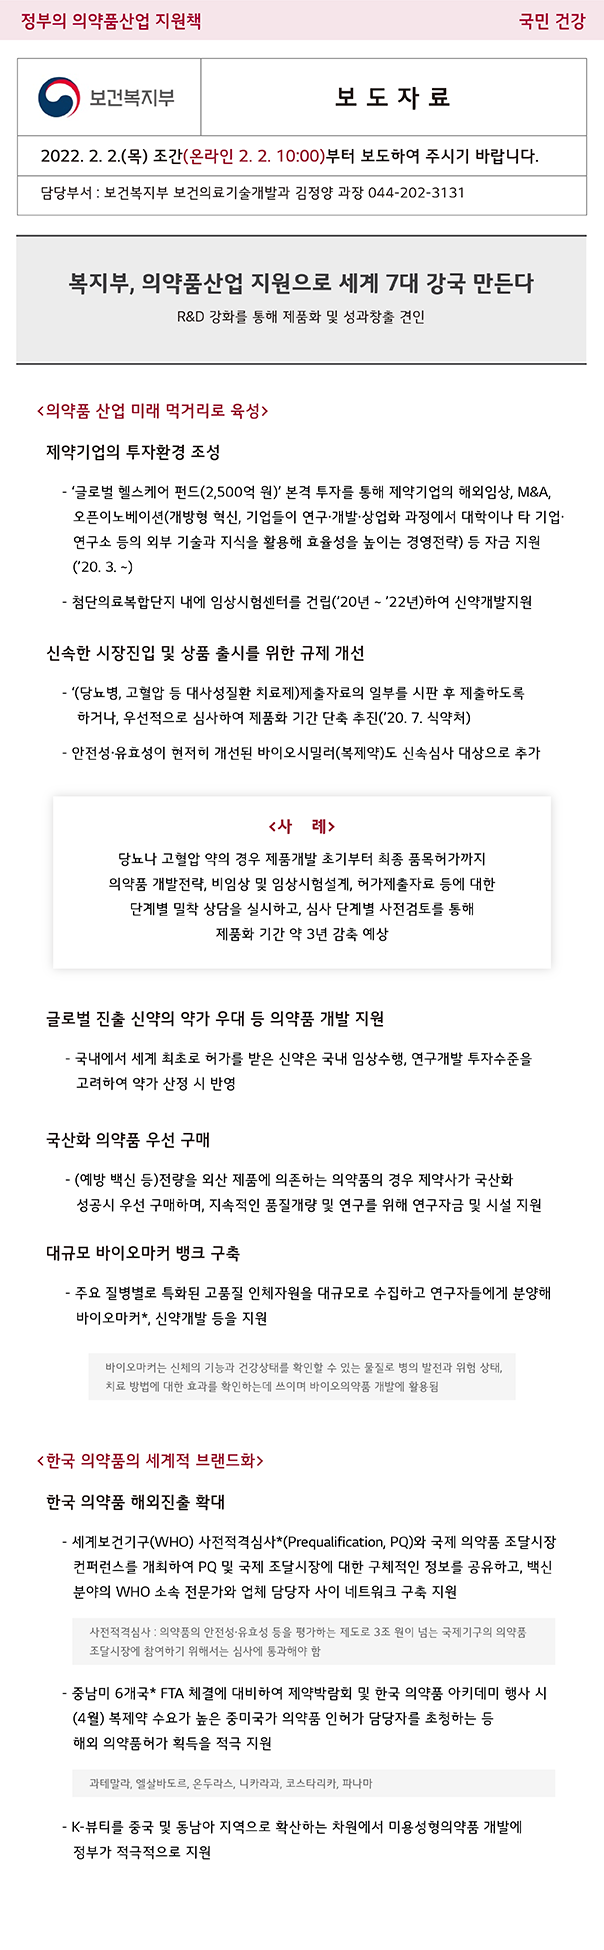 정부의 의약품산업 지원책
국민 건강
보건복지부
보 도 자 료
2022. 2. 2.(목) 조간(온라인 2. 2. 10:00)부터 보도하여 주시기 바랍니다.
담당부서 : 보건복지부 보건의료기술개발과 김정양 과장 044-202-3131
복지부, 의약품산업 지원으로 세계 7대 강국 만든다
R&D 강화를 통해 제품화 및 성과창출 견인
<의약품 산업 미래 먹거리로 육성>
제약기업의 투자환경 조성
- ‘글로벌 헬스케어 펀드(2,500억 원)’ 본격 투자를 통해 제약기업의 해외임상, M&A,
오픈이노베이션(개방형 혁신, 기업들이 연구·개발·상업화 과정에서 대학이나 타 기업·
연구소 등의 외부 기술과 지식을 활용해 효율성을 높이는 경영전략) 등 자금 지원
(’20. 3. ~)
- 첨단의료복합단지 내에 임상시험센터를 건립(‘20년 ~ ’22년)하여 신약개발지원
신속한 시장진입 및 상품 출시를 위한 규제 개선
- ‘(당뇨병, 고혈압 등 대사성질환 치료제)제출자료의 일부를 시판 후 제출하도록
하거나, 우선적으로 심사하여 제품화 기간 단축 추진(‘20. 7. 식약처)
- 안전성·유효성이 현저히 개선된 바이오시밀러(복제약)도 신속심사 대상으로 추가
<사 례>
당뇨나 고혈압 약의 경우 제품개발 초기부터 최종 품목허가까지
의약품 개발전략, 비임상 및 임상시험설계, 허가제출자료 등에 대한
단계별 밀착 상담을 실시하고, 심사 단계별 사전검토를 통해
제품화 기간 약 3년 감축 예상
글로벌 진출 신약의 약가 우대 등 의약품 개발 지원
- 국내에서 세계 최초로 허가를 받은 신약은 국내 임상수행, 연구개발 투자수준을
고려하여 약가 산정 시 반영
국산화 의약품 우선 구매
- (예방 백신 등)전량을 외산 제품에 의존하는 의약품의 경우 제약사가 국산화
성공시 우선 구매하며, 지속적인 품질개량 및 연구를 위해 연구자금 및 시설 지원
대규모 바이오마커 뱅크 구축
- 주요 질병별로 특화된 고품질 인체자원을 대규모로 수집하고 연구자들에게 분양해
바이오마커*, 신약개발 등을 지원
바이오마커는 신체의 기능과 건강상태를 확인할 수 있는 물질로 병의 발전과 위험 상태,
치료 방법에 대한 효과를 확인하는데 쓰이며 바이오의약품 개발에 활용됨
<한국 의약품의 세계적 브랜드화>
한국 의약품 해외진출 확대
- 세계보건기구(WHO) 사전적격심사*(Prequalification, PQ)와 국제 의약품 조달시장
컨퍼런스를 개최하여 PQ 및 국제 조달시장에 대한 구체적인 정보를 공유하고, 백신
분야의 WHO 소속 전문가와 업체 담당자 사이 네트워크 구축 지원
사전적격심사 : 의약품의 안전성·유효성 등을 평가하는 제도로 3조 원이 넘는 국제기구의 의약품
조달시장에 참여하기 위해서는 심사에 통과해야 함
- 중남미 6개국* FTA 체결에 대비하여 제약박람회 및 한국 의약품 아키데미 행사 시
(4월) 복제약 수요가 높은 중미국가 의약품 인허가 담당자를 초청하는 등
해외 의약품허가 획득을 적극 지원
과테말라, 엘살바도르, 온두라스, 니카라과, 코스타리카, 파나마
- K-뷰티를 중국 및 동남아 지역으로 확산하는 차원에서 미용성형의약품 개발에
정부가 적극적으로 지원